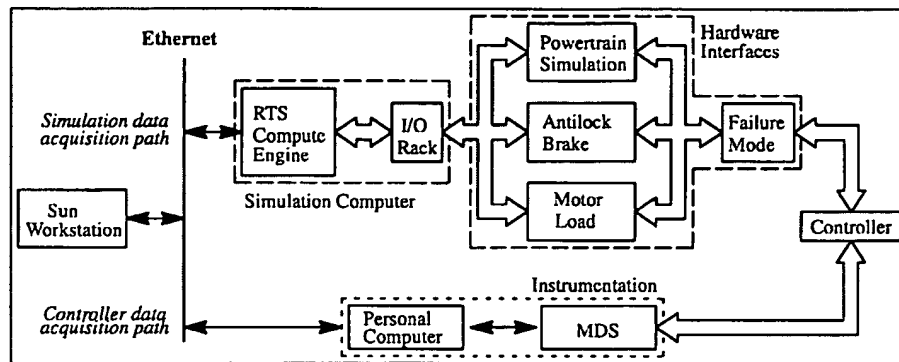 Ethernet
Hardware
Interfaces
Powertrain
Simulation
Simulation data
acquisition path
RTS
Compute
Engine
I/O
Rack
Antilock
Brake
Failure
Mode
Simulation Computer
Motor
Load
Sun
Workstation
Controller
Instrumentation
Controller data
acquisition path
Personal
Computer
MDS